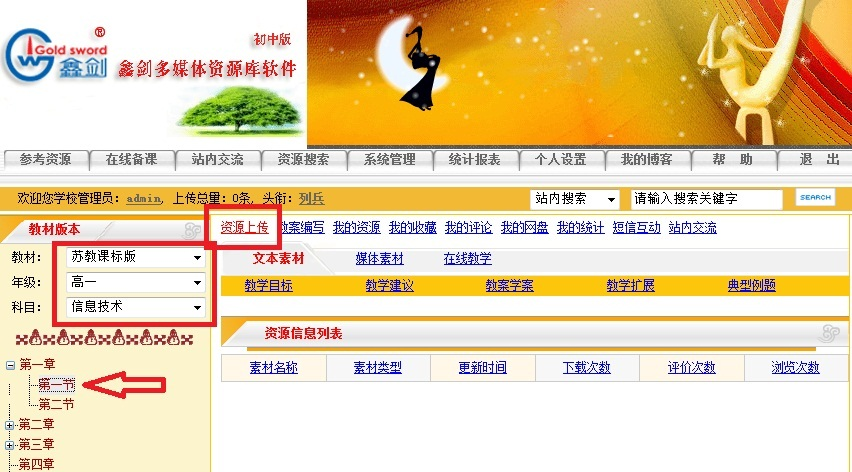 ®
Gold sword
鑫剑
初中版
鑫剑多媒体资源库软件
参考资源 在线备课 站内交流 资源搜索 系统管理 统计报表 个人设置 我的博客 帮 助 退 出
欢迎您学校管理员：admin，上传总量：0条，头衔：列兵 站内搜索 请输入搜关键字 SEARCH
教材版本 资源上传 教案编写 我的资源 我的收藏 我的评论 我的网盘 我的统计 短信互动 站内交流
教材： 苏教课标版
年级： 高一
科目： 信息技术
文本素材 媒体素材 在线教学
教学目标 教学建议 教案学案 教学扩展 典型例题
资源信息列表
素材名称 素材类型 更新时间 下载次数 评价次数 浏览次数
第一章
第一节
第二节
第二章
第三章
第四章